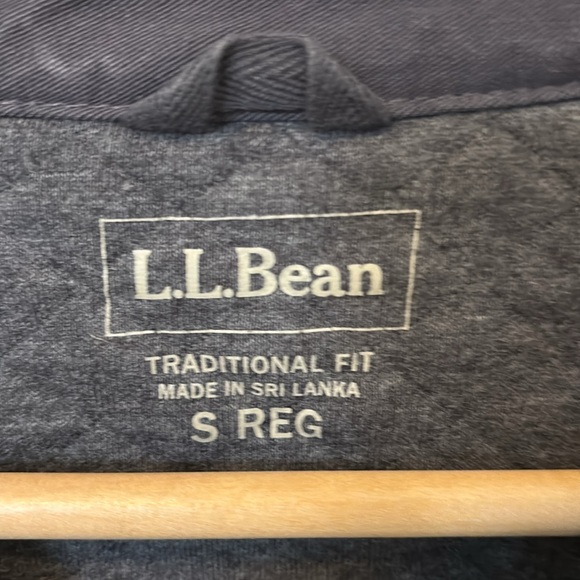 L.L.Bean
TRADITIONAL FIT
MADE IN SRI LANKA
S REG